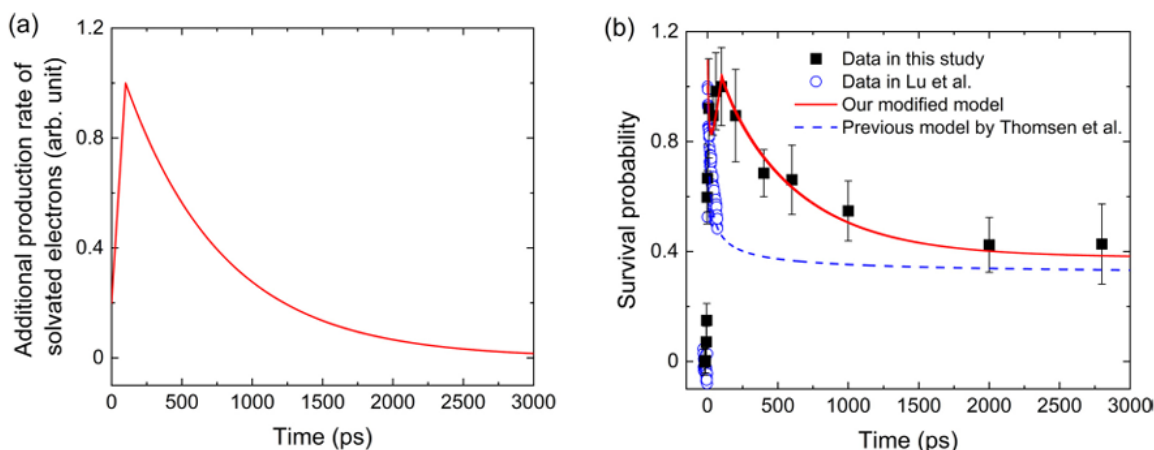 (a)
Additional production rate of
solvated electrons (arb. unit)
1.2
0.8
0.4
0
0 500 1000 1500 2000 2500 3000
Time (ps)
(b)
Survival probability
1.2
0.8
0.4
0
Data in this study
Data in Lu et al.
Our modified model
Previous model by Thomsen et al.
0 500 1000 1500 2000 2500 3000
Time (ps)